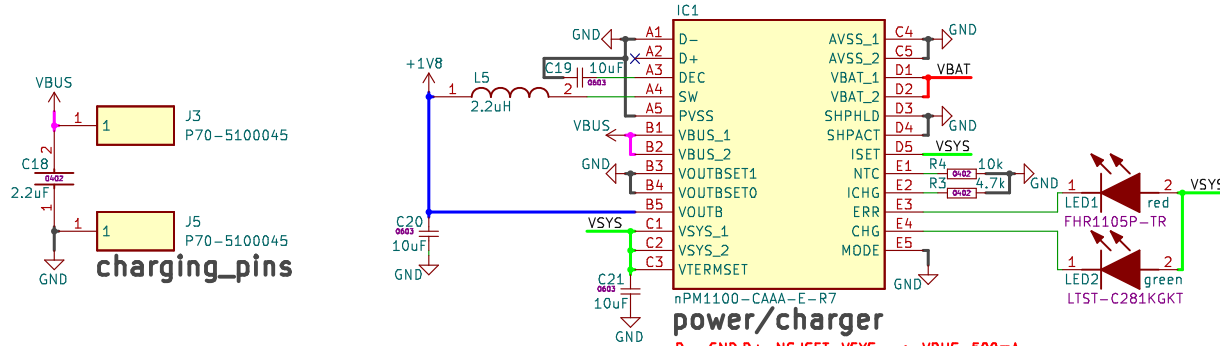 VBUS
1
2
C18
0402
2.2uF
1
GND
1
J3
P70-5100045
1
1
J5
P70-5100045
charging_pins
+1V8
L5
1
2
2.2uH
C19
10uF
0603
C20
0603
10uF
GND
GND
VBUS
GND
VSYS
C21
0603
10uF
GND
IC1
A1 D- AVSS_1 C4
A2 D+ AVSS_2 C5
A3 DEC VBAT_1 D1
A4 SW VBAT_2 D2
A5 PVSS SHPHLD D3
B1 VBUS_1 SHPACT D4
B2 VBUS_2 ISET D5
B3 VOUTBSET1 NTC E1
B4 VOUTBSET0 ICHG E2
B5 VOUTB ERR E3
C1 VSYS_1 CHG E4
C2 VSYS_2 MODE E5
C3 VTERMSET
nPM1100-CAAA-E-R7
power/charger
GND
VBAT
GND
VSYS
R4 10k
0402
R3 4.7k
0402
GND
GND
1
2
LED1
red
FHR1105P-TR
VSYS
1
2
LED2
green
LTST-C281KGKT